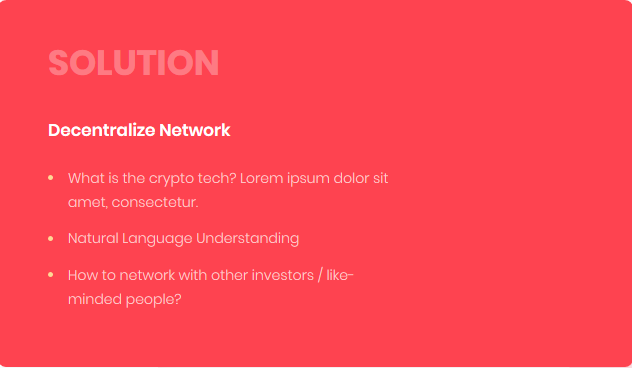 SOLUTION
Decentralize Network
• What is the crypto tech? Lorem ipsum dolor sit
amet, consectetur.
• Natural Language Understanding
• How to network with other investors / like-
minded people?